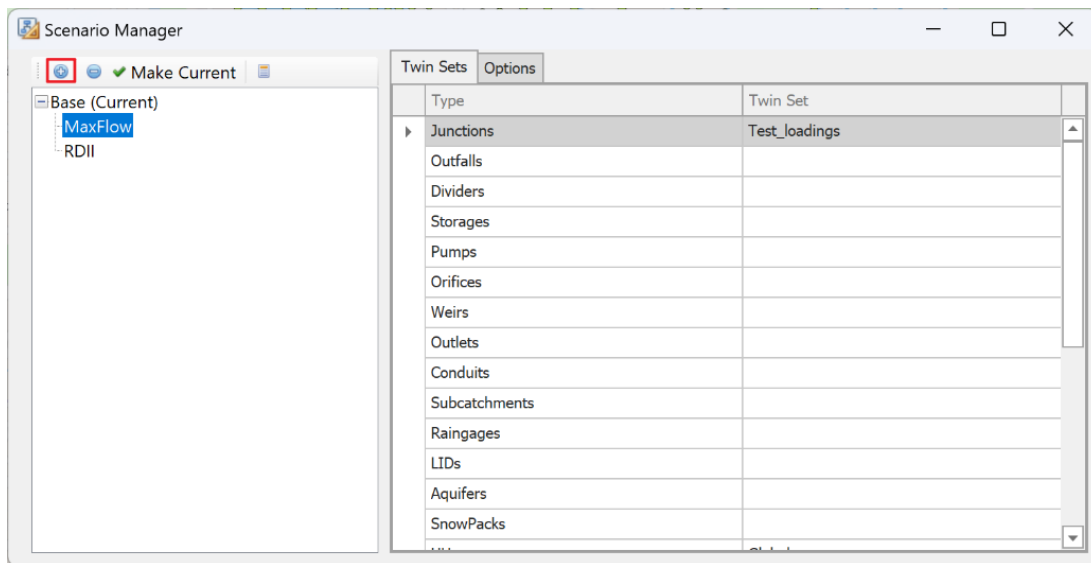 Scenario Manager
Make Current
Base (Current)
MaxFlow
RDII
Twin Sets Options
Type Twin Set
Junctions Test_loadings
Outfalls
Dividers
Storages
Pumps
Orifices
Weirs
Outlets
Conduits
Subcatchments
Raingages
LIDs
Aquifers
SnowPacks